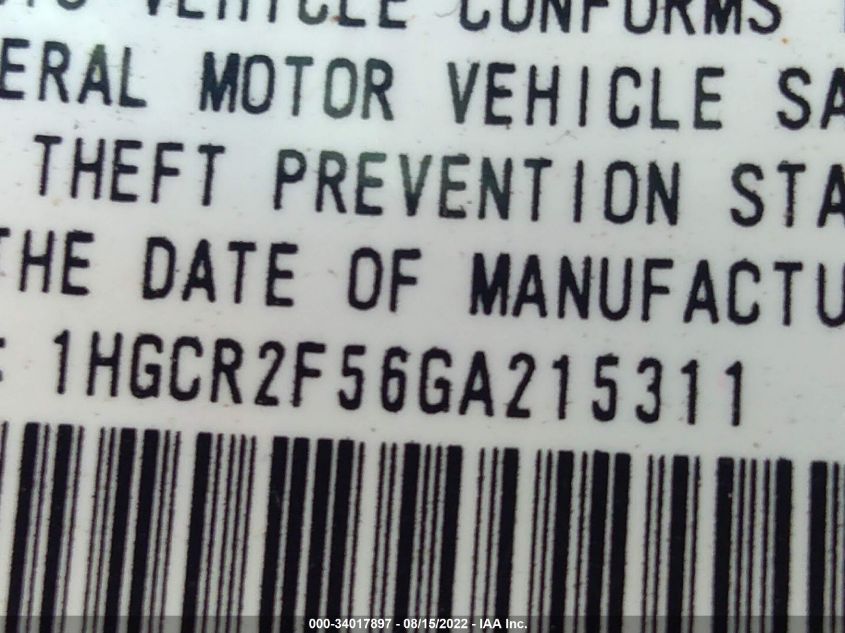 VEHICLE CONFORMS
ERAL MOTOR VEHICLE SA
THEFT PREVENTION STA
THE DATE OF MANUFACTU
: 1HGCR2F56GA215311
000-34017897 - 08/15/2022 - IAA Inc.